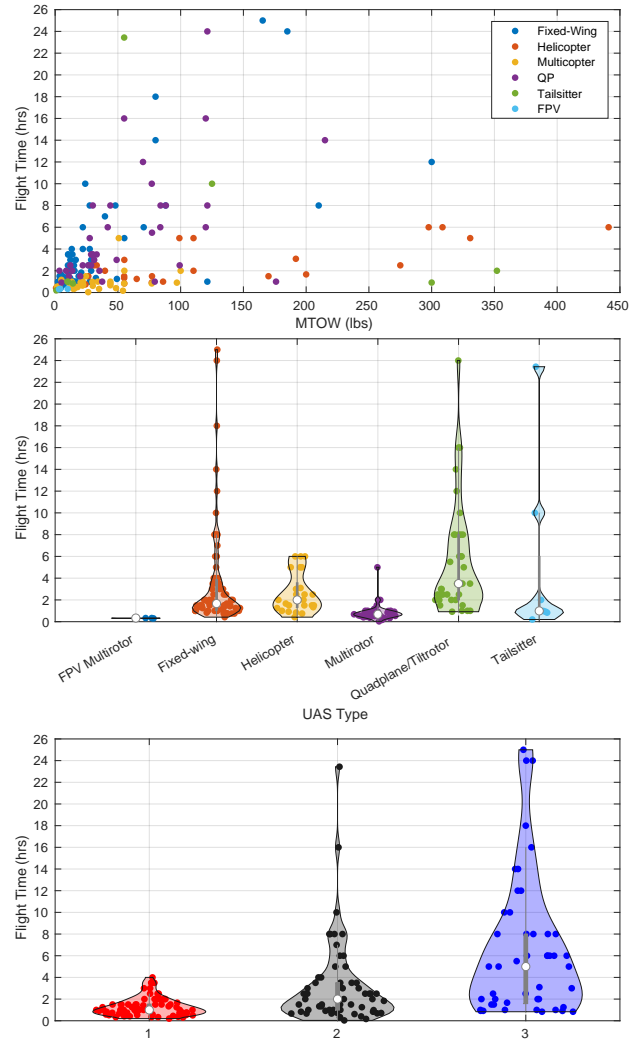 26
24
22
20
18
16
14
12
10
8
6
4
2
0
Flight Time (hrs)
Fixed-Wing
Helicopter
Multicopter
QP
Tailsitter
FPV
0 50 100 150 200 250 300 350 400 450
MTOW (lbs)
26
24
22
20
18
16
14
12
10
8
6
4
2
0
Flight Time (hrs)
FPV Multirotor
Fixed-wing
Helicopter
Multirotor
Quadplane/Tiltrotor
Tailsitter
UAS Type
26
24
22
20
18
16
14
12
10
8
6
4
2
0
Flight Time (hrs)
1 2 3